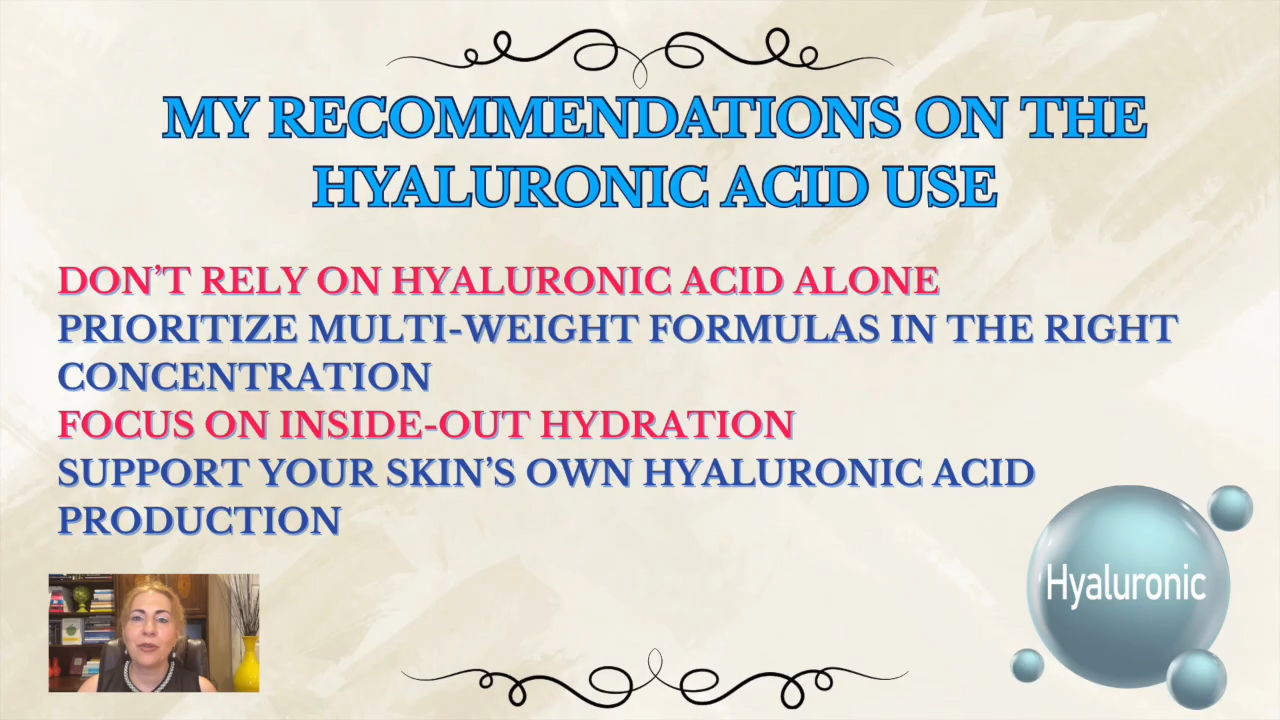 MY RECOMMENDATIONS ON THE
HYALURONIC ACID USE
DON'T RELY ON HYALURONIC ACID ALONE
PRIORITIZE MULTI-WEIGHT FORMULAS IN THE RIGHT
CONCENTRATION
FOCUS ON INSIDE-OUT HYDRATION
SUPPORT YOUR SKIN'S OWN HYALURONIC ACID
PRODUCTION
Hyaluronic